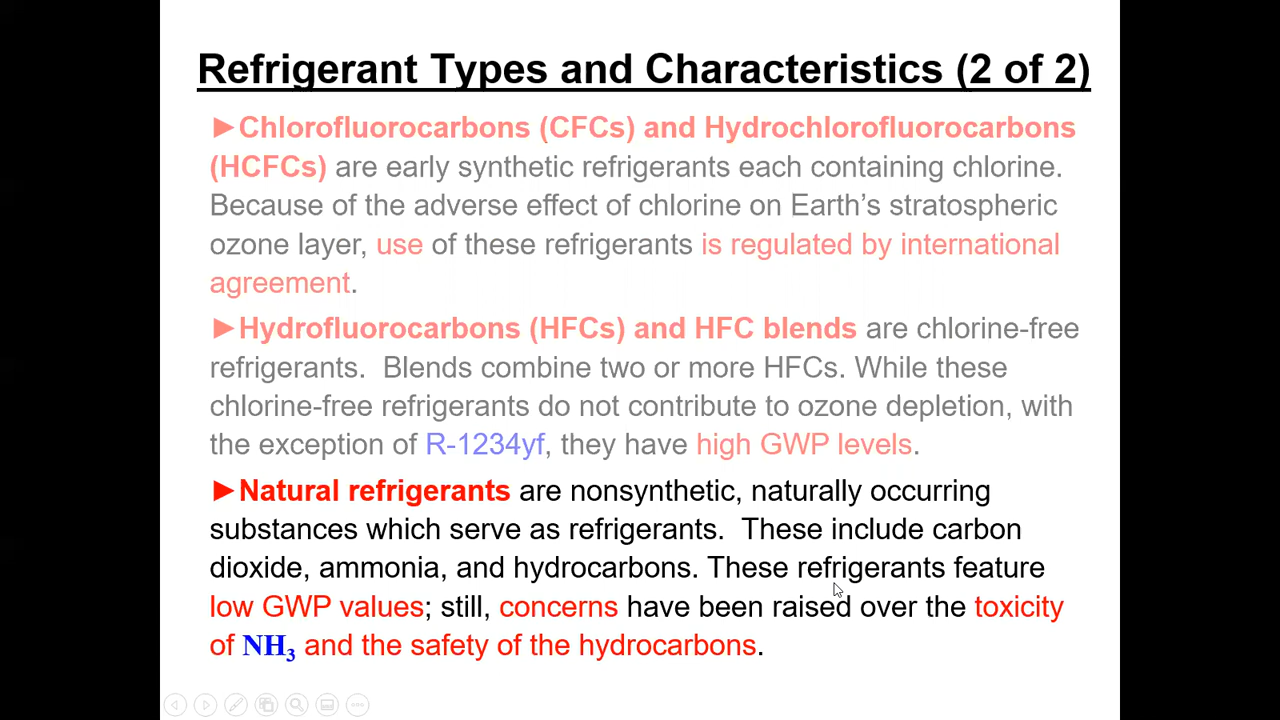 Refrigerant Types and Characteristics (2 of 2)
►Chlorofluorocarbons (CFCs) and Hydrochlorofluorocarbons
(HCFCs) are early synthetic refrigerants each containing chlorine.
Because of the adverse effect of chlorine on Earth’s stratospheric
ozone layer, use of these refrigerants is regulated by international
agreement.
►Hydrofluorocarbons (HFCs) and HFC blends are chlorine-free
refrigerants.  Blends combine two or more HFCs. While these
chlorine-free refrigerants do not contribute to ozone depletion, with
the exception of R-1234yf, they have high GWP levels.
►Natural refrigerants are nonsynthetic, naturally occurring
substances which serve as refrigerants.  These include carbon
dioxide, ammonia, and hydrocarbons. These refrigerants feature
low GWP values; still, concerns have been raised over the toxicity
of NH₃ and the safety of the hydrocarbons.